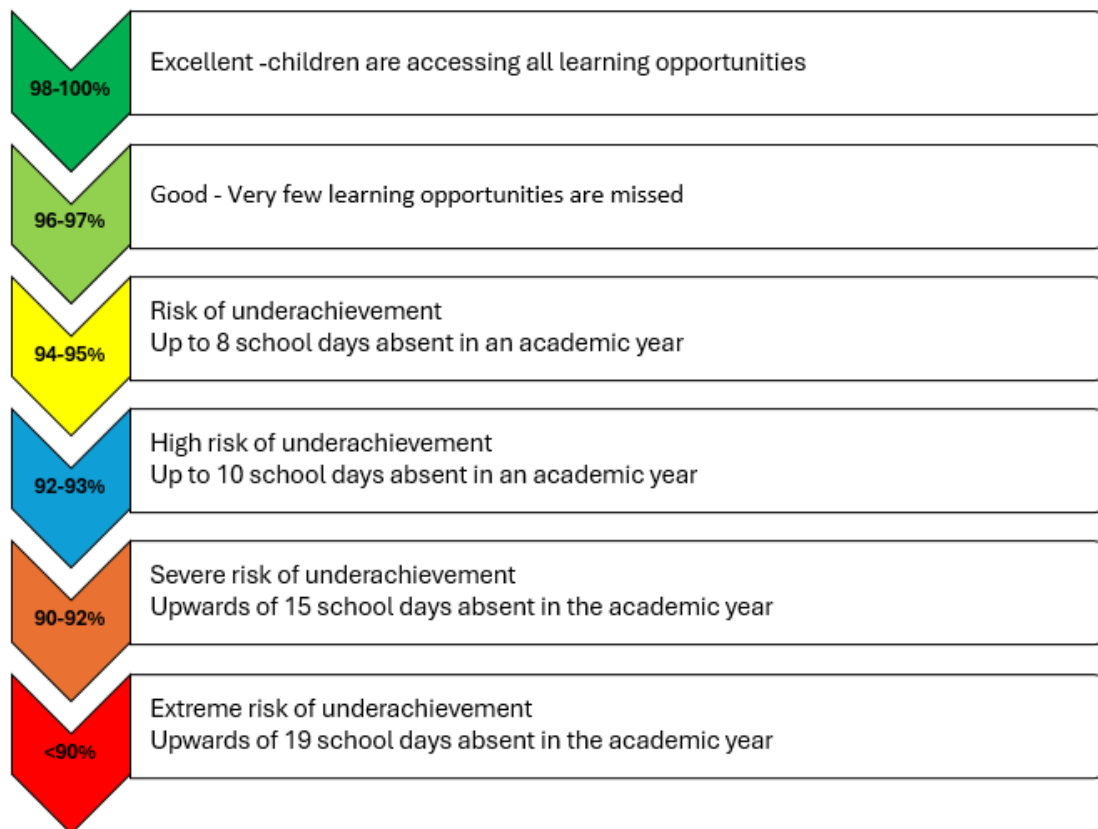 98-100%
Excellent -children are accessing all learning opportunities
96-97%
Good - Very few learning opportunities are missed
94-95%
Risk of underachievement
Up to 8 school days absent in an academic year
92-93%
High risk of underachievement
Up to 10 school days absent in an academic year
90-92%
Severe risk of underachievement
Upwards of 15 school days absent in the academic year
<90%
Extreme risk of underachievement
Upwards of 19 school days absent in the academic year